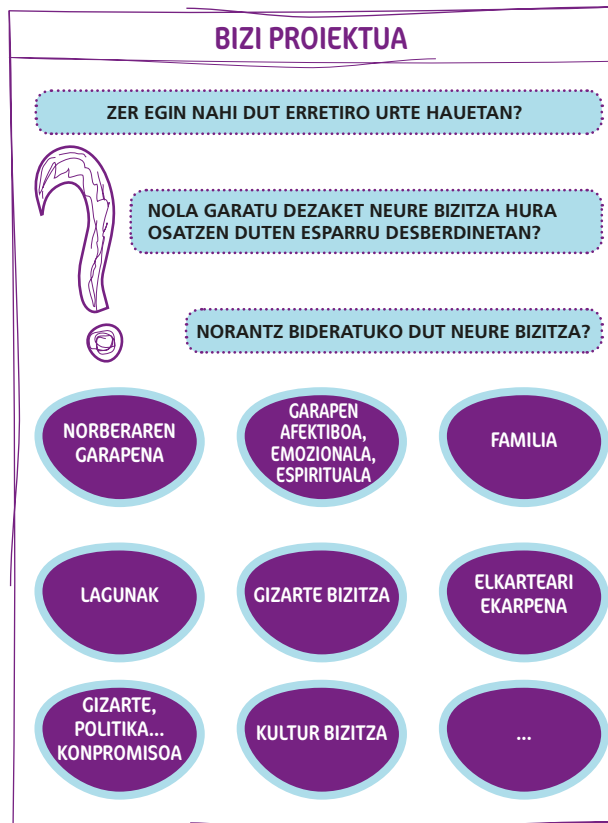 BIZI PROIEKTUA
ZER EGIN NAHI DUT ERRETIRO URTE HAUETAN?
NOLA GARATU DEZAKET NEURE BIZITZA HURA
OSATZEN DUTEN ESPARRU DESBERDINETAN?
NORANTZ BIDERATUKO DUT NEURE BIZITZA?
NORBERAREN
GARAPENA
GARAPEN
AFEKTIBOA,
EMOZIONALA,
ESPIRITUALA
FAMILIA
LAGUNAK
GIZARTE BIZITZA
ELKARTEARI
EKARPENA
GIZARTE,
POLITIKA...
KONPROMISOA
KULTUR BIZITZA
...